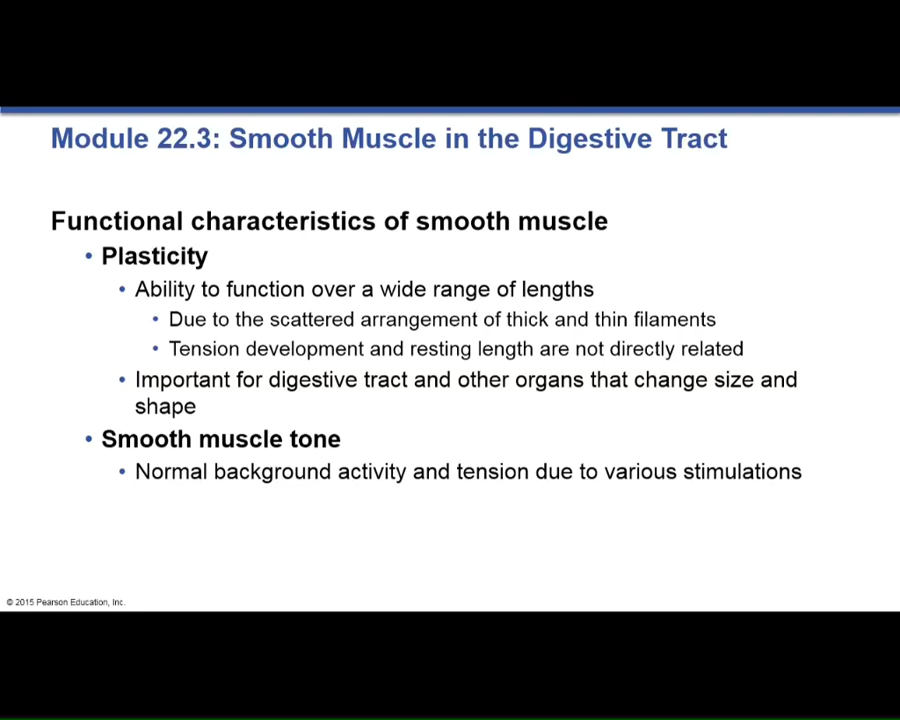 Module 22.3: Smooth Muscle in the Digestive Tract
Functional characteristics of smooth muscle
• Plasticity
• Ability to function over a wide range of lengths
• Due to the scattered arrangement of thick and thin filaments
• Tension development and resting length are not directly related
• Important for digestive tract and other organs that change size and
shape
• Smooth muscle tone
• Normal background activity and tension due to various stimulations
© 2015 Pearson Education, Inc.